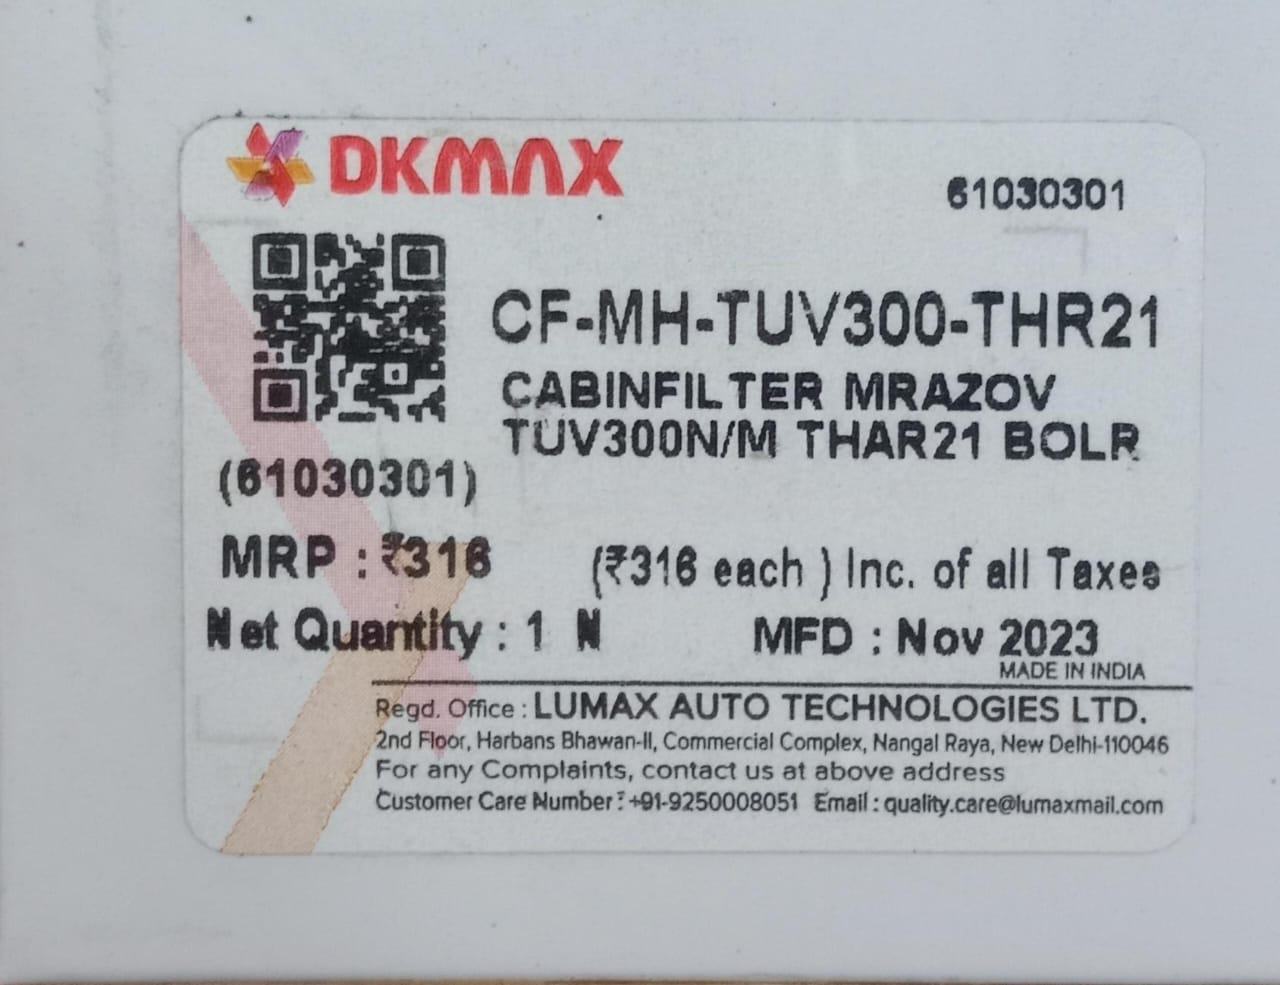 DKMAX
61030301
CF-MH-TUV300-THR21
CABINFILTER MRAZOV
TUV300N/M THAR21 BOLR
(61030301)
MRP : ₹316 (₹316 each ) Inc. of all Taxes
Net Quantity : 1 N MFD : Nov 2023
MADE IN INDIA
Regd. Office : LUMAX AUTO TECHNOLOGIES LTD.
2nd Floor, Harbans Bhawan-II, Commercial Complex, Nangal Raya, New Delhi-110046
For any Complaints, contact us at above address
Customer Care Number : +91-9250008051 Email : quality.care@lumaxmail.com